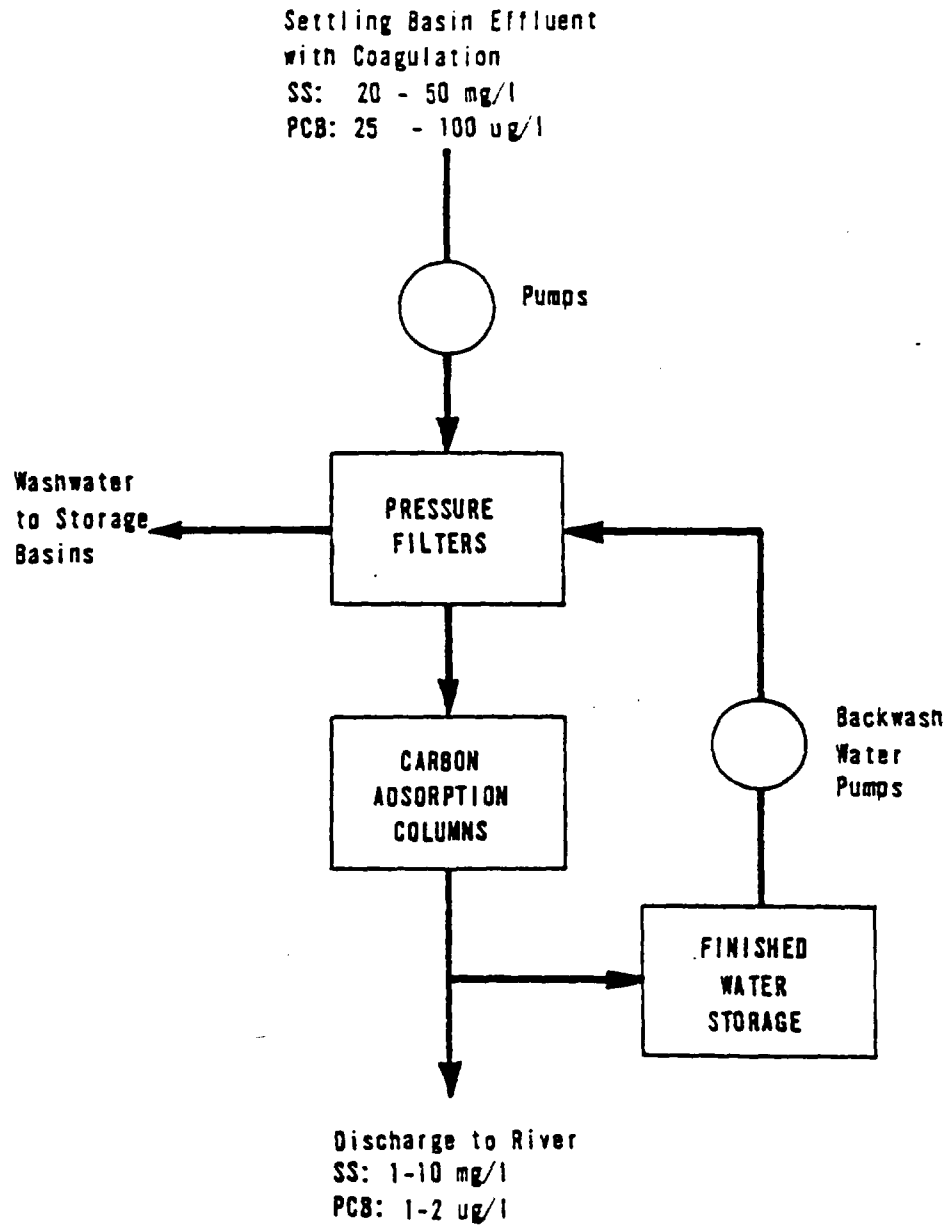 Settling Basin Effluent
with Coagulation
SS: 20 - 50 mg/l
PCB: 25 - 100 ug/l
Pumps
Washwater
to Storage
Basins
PRESSURE
FILTERS
CARBON
ADSORPTION
COLUMNS
Backwash
Water
Pumps
FINISHED
WATER
STORAGE
Discharge to River
SS: 1-10 mg/l
PCB: 1-2 ug/l